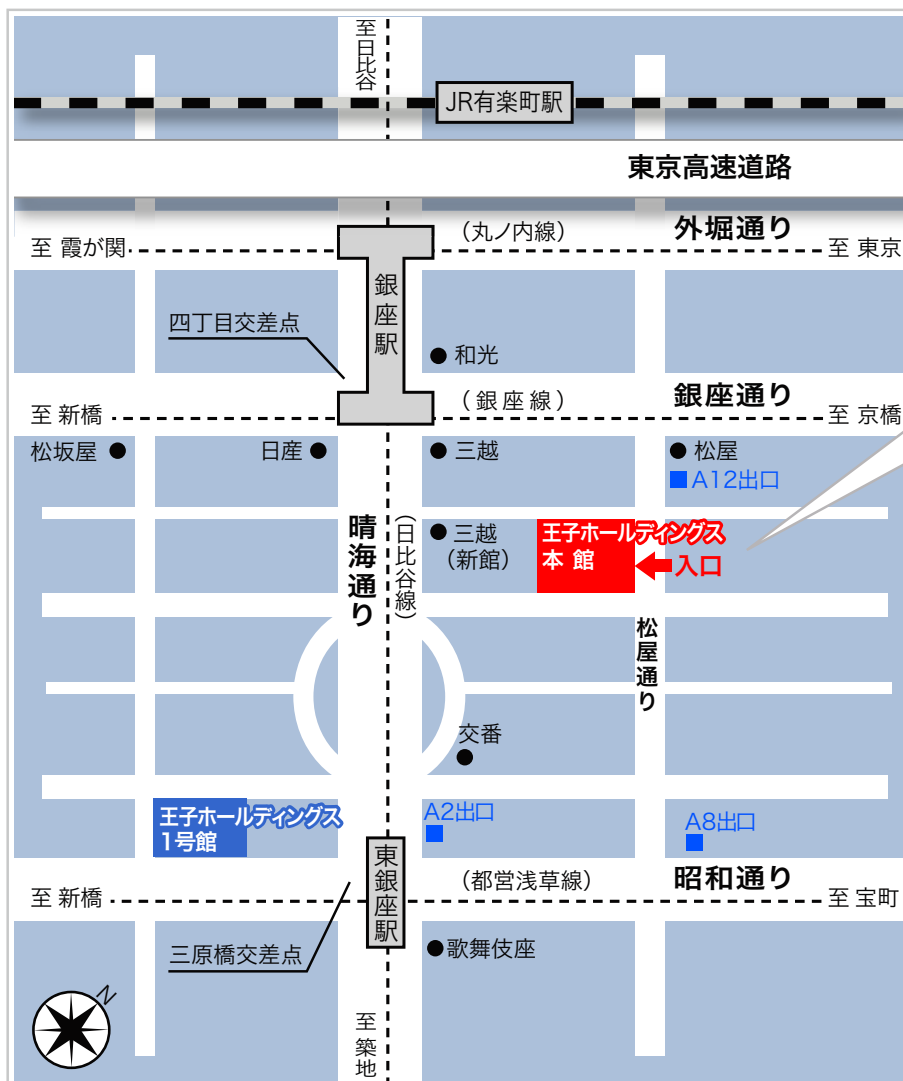 至日比谷
JR有楽町駅
東京高速道路
(丸ノ内線)
外堀通り
至 霞が関
至 東京
銀座駅
四丁目交差点
和光
(銀座線)
銀座通り
至 新橋
至 京橋
松坂屋
日産
三越
松屋
A12出口
晴海通り
(日比谷線)
三越
(新館)
王子ホールディングス
本館
入口
松屋通り
交番
王子ホールディングス
1号館
A2出口
A8出口
東銀座駅
(都営浅草線)
昭和通り
至 新橋
至 宝町
三原橋交差点
歌舞伎座
N
至築地